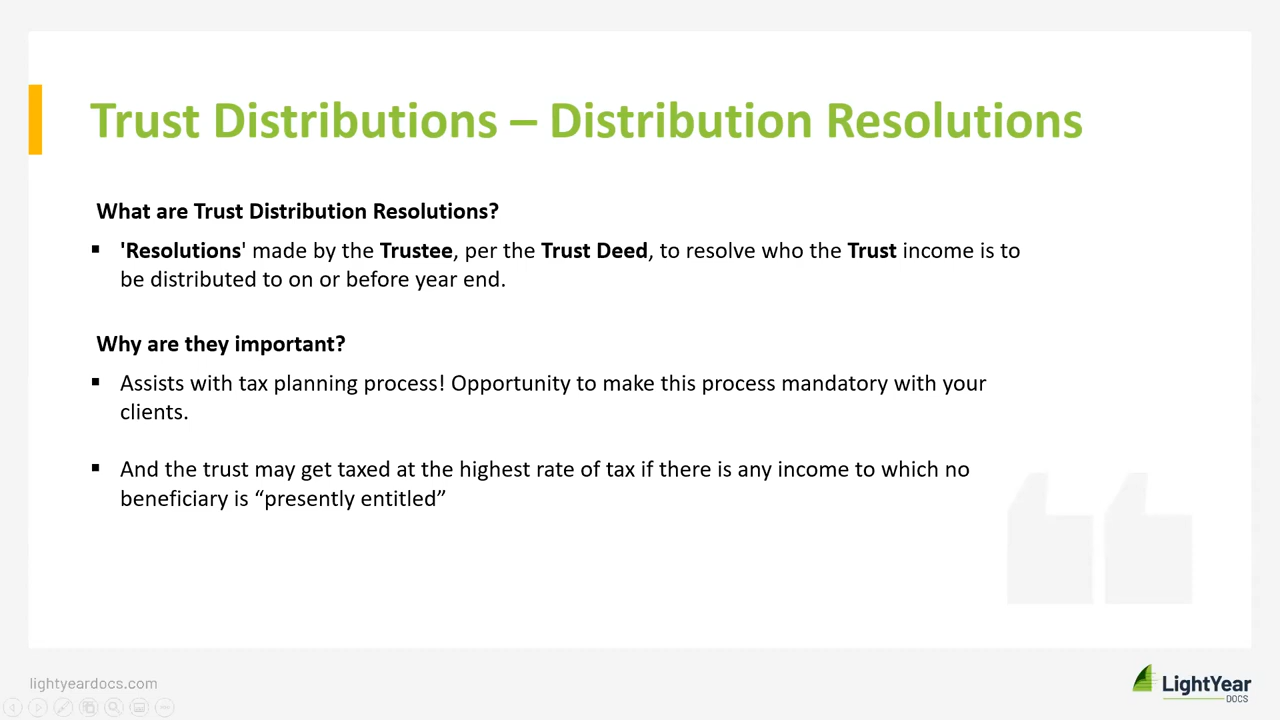 Trust Distributions – Distribution Resolutions
What are Trust Distribution Resolutions?
▪ 'Resolutions' made by the Trustee, per the Trust Deed, to resolve who the Trust income is to
be distributed to on or before year end.
Why are they important?
▪ Assists with tax planning process! Opportunity to make this process mandatory with your
clients.
▪ And the trust may get taxed at the highest rate of tax if there is any income to which no
beneficiary is “presently entitled”
lightyeardocs.com
LightYear
DOCS